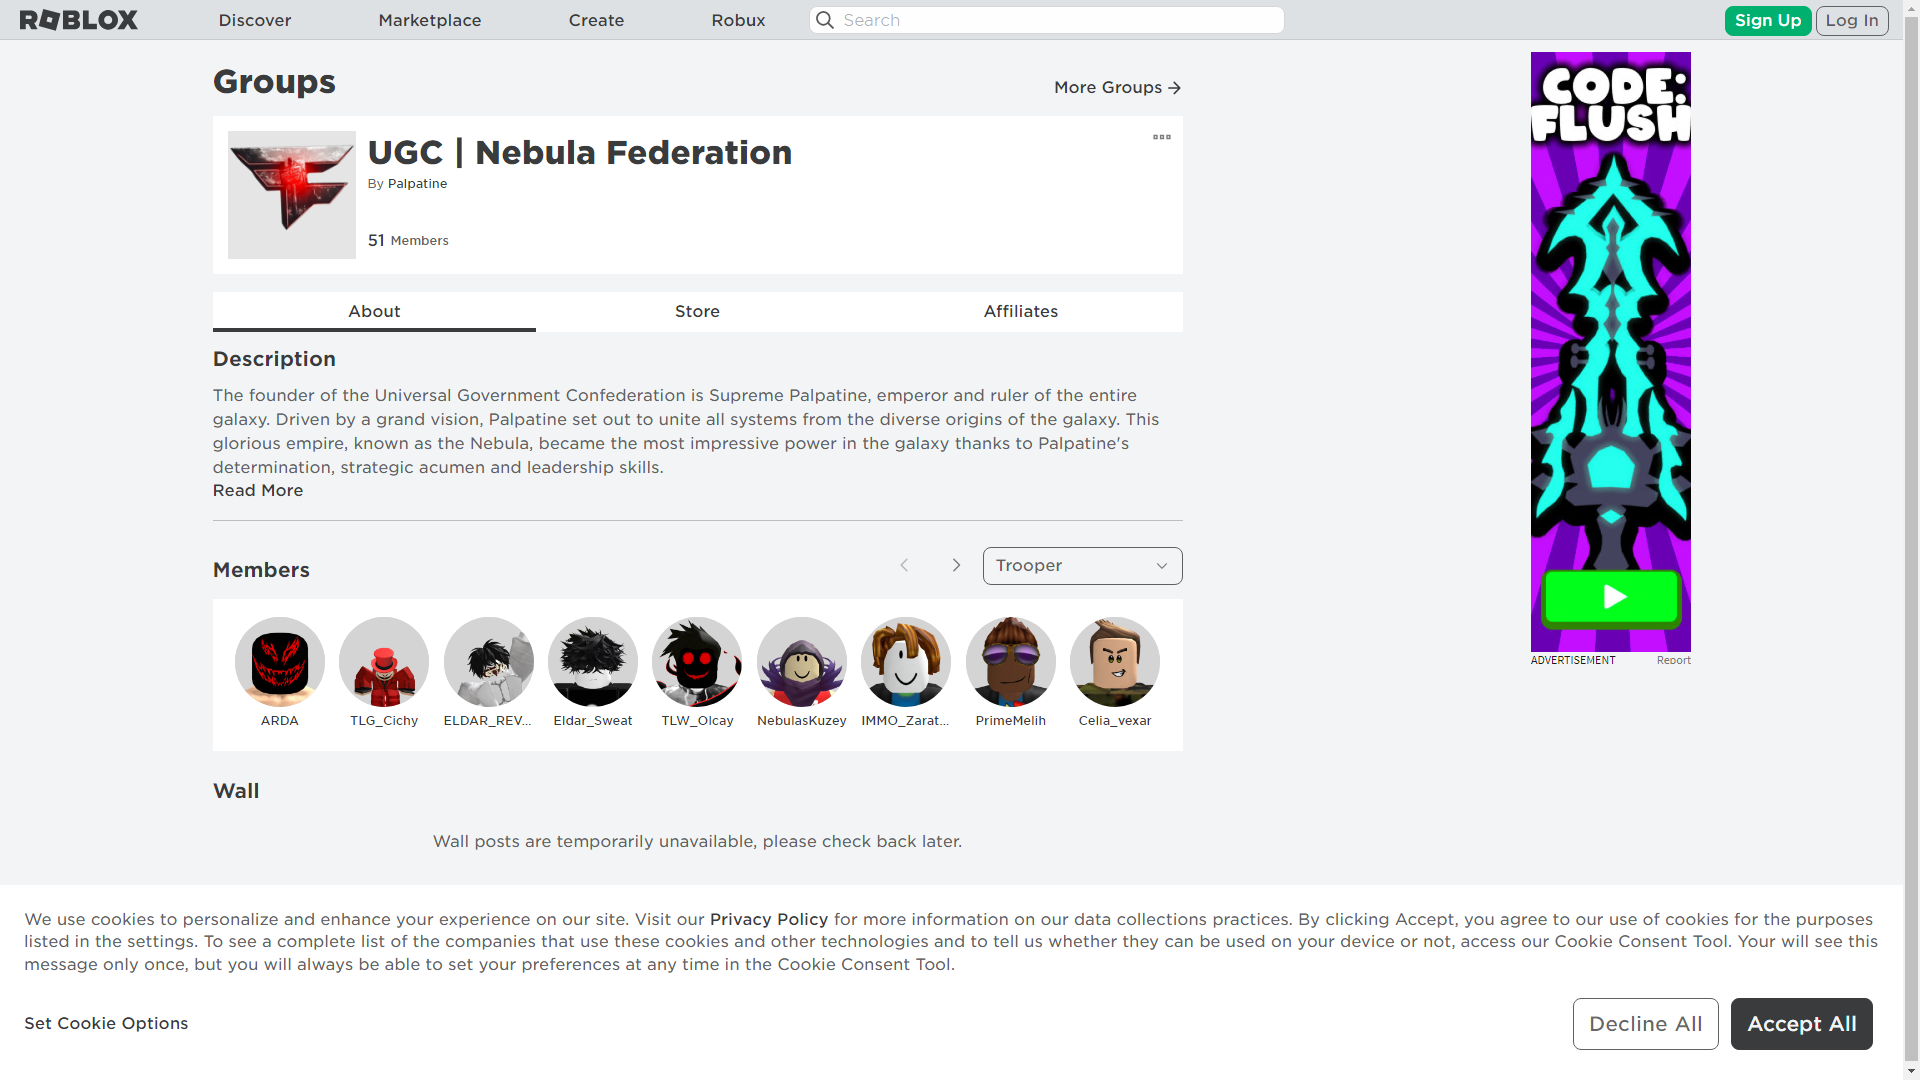 ROBLOX
Discover
Marketplace
Create
Robux
Search
Sign Up
Log In
Groups
More Groups
UGC | Nebula Federation
By Palpatine
51 Members
About
Store
Affiliates
Description
The founder of the Universal Government Confederation is Supreme Palpatine, emperor and ruler of the entire
galaxy. Driven by a grand vision, Palpatine set out to unite all systems from the diverse origins of the galaxy. This
glorious empire, known as the Nebula, became the most impressive power in the galaxy thanks to Palpatine's
determination, strategic acumen and leadership skills.
Read More
Members
Trooper
ARDA
TLG_Cichy
ELDAR_REV...
Eldar_Sweat
TLW_Olcay
NebulasKuzey
IMMO_Zarat...
PrimeMelih
Celia_vexar
Wall
Wall posts are temporarily unavailable, please check back later.
CODE:
FLUSH
ADVERTISEMENT
Report
We use cookies to personalize and enhance your experience on our site. Visit our Privacy Policy for more information on our data collections practices. By clicking Accept, you agree to our use of cookies for the purposes
listed in the settings. To see a complete list of the companies that use these cookies and other technologies and to tell us whether they can be used on your device or not, access our Cookie Consent Tool. Your will see this
message only once, but you will always be able to set your preferences at any time in the Cookie Consent Tool.
Set Cookie Options
Decline All
Accept All